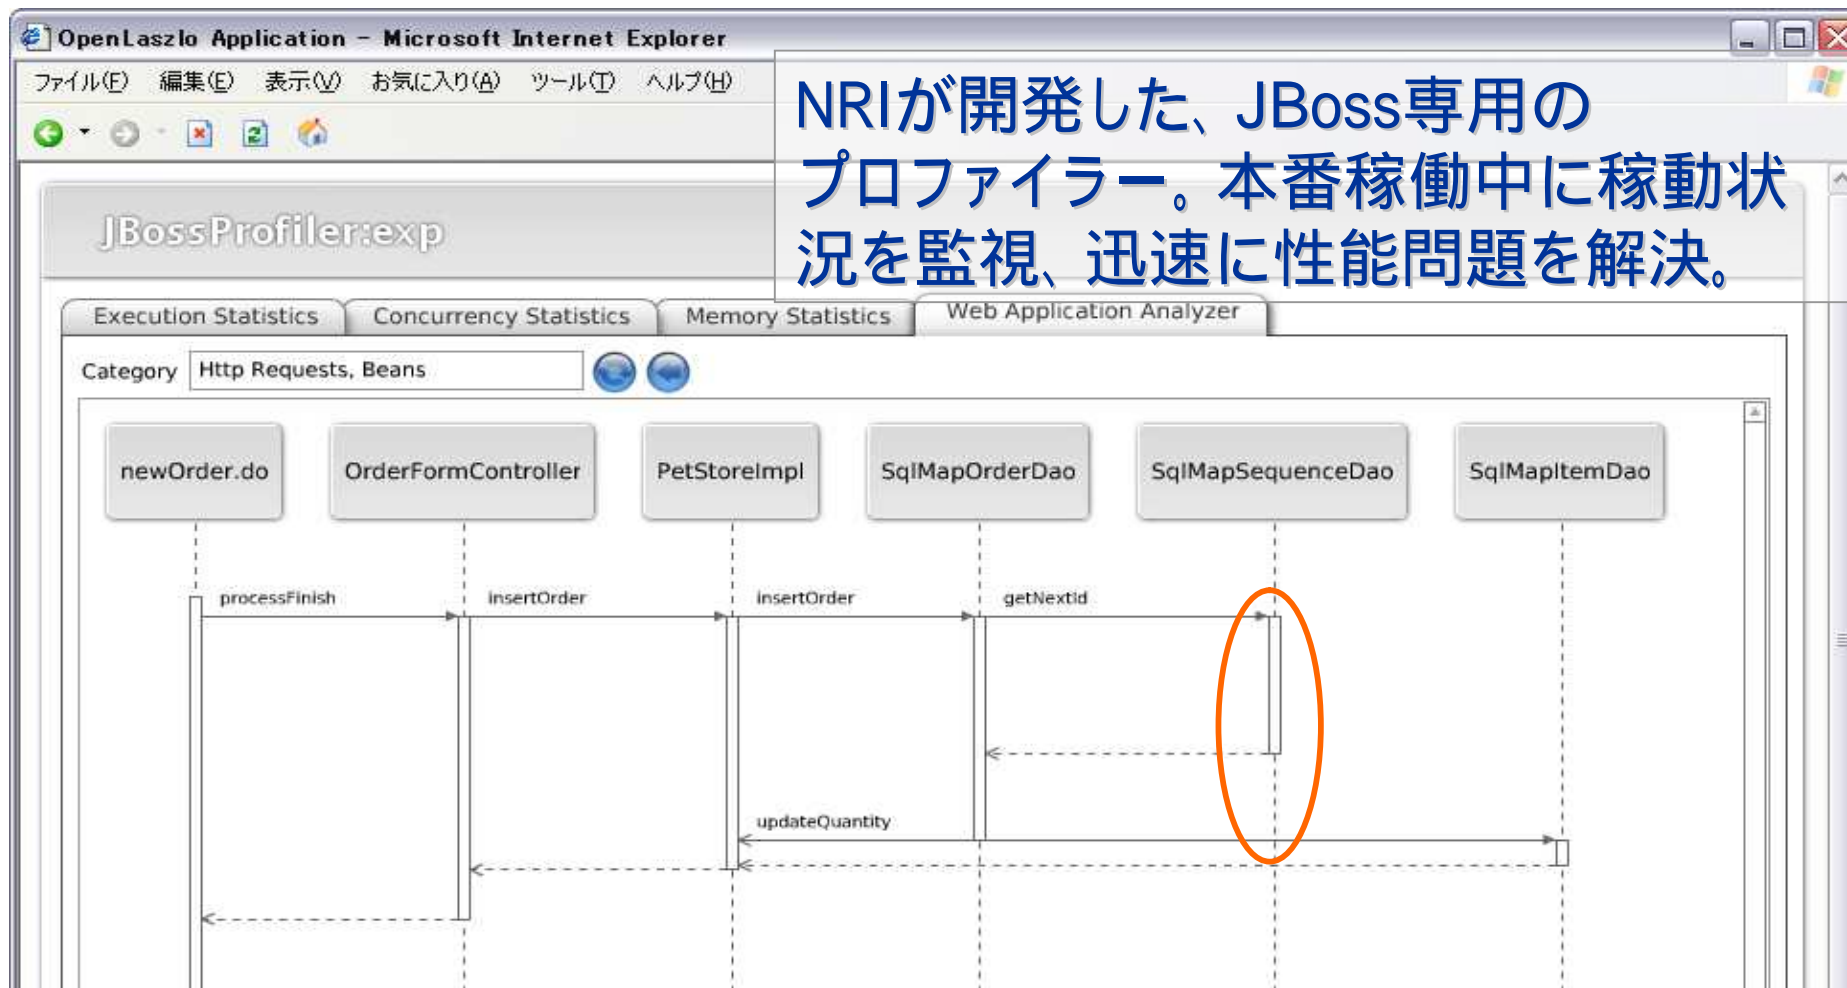 OpenLaszlo Application - Microsoft Internet Explorer
ファイル(F) 編集(E) 表示(V) お気に入り(A) ツール(T) ヘルプ(H)
NRIが開発した、JBoss専用の
プロファイラー。本番稼働中に稼動状
況を監視、迅速に性能問題を解決。
JBossProfiler:exp
Execution Statistics Concurrency Statistics Memory Statistics Web Application Analyzer
Category Http Requests, Beans
newOrder.do OrderFormController PetStoreImpl SqlMapOrderDao SqlMapSequenceDao SqlMapItemDao
processFinish insertOrder insertOrder getNextId
updateQuantity